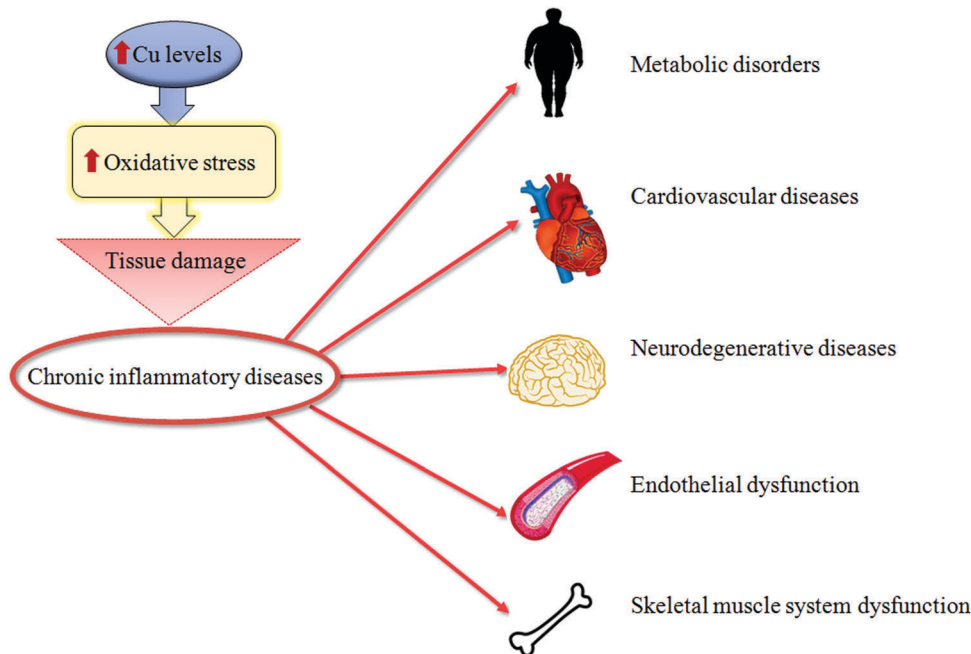 Cu levels
Oxidative stress
Tissue damage
Chronic inflammatory diseases
Metabolic disorders
Cardiovascular diseases
Neurodegenerative diseases
Endothelial dysfunction
Skeletal muscle system dysfunction